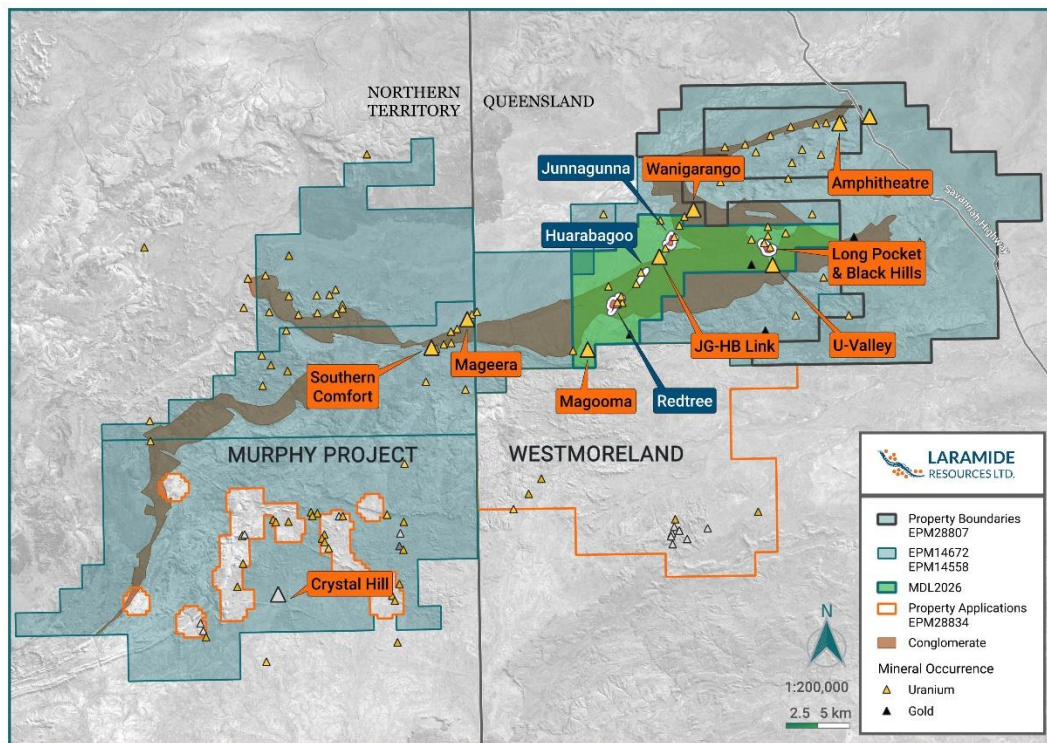 NORTHERN
TERRITORY
QUEENSLAND
Junnagunna
Wanigarango
Amphitheatre
Savannah Highway
Huarabagoo
Long Pocket
& Black Hills
JG-HB Link
U-Valley
Mageera
Southern
Comfort
Magooma
Redtree
MURPHY PROJECT
WESTMORELAND
Crystal Hill
LARAMIDE
RESOURCES LTD.
Property Boundaries
EPM28807
EPM14672
EPM14558
MDL2026
Property Applications
EPM28834
Conglomerate
Mineral Occurrence
Uranium
Gold
N
1:200,000
2.5 5 km